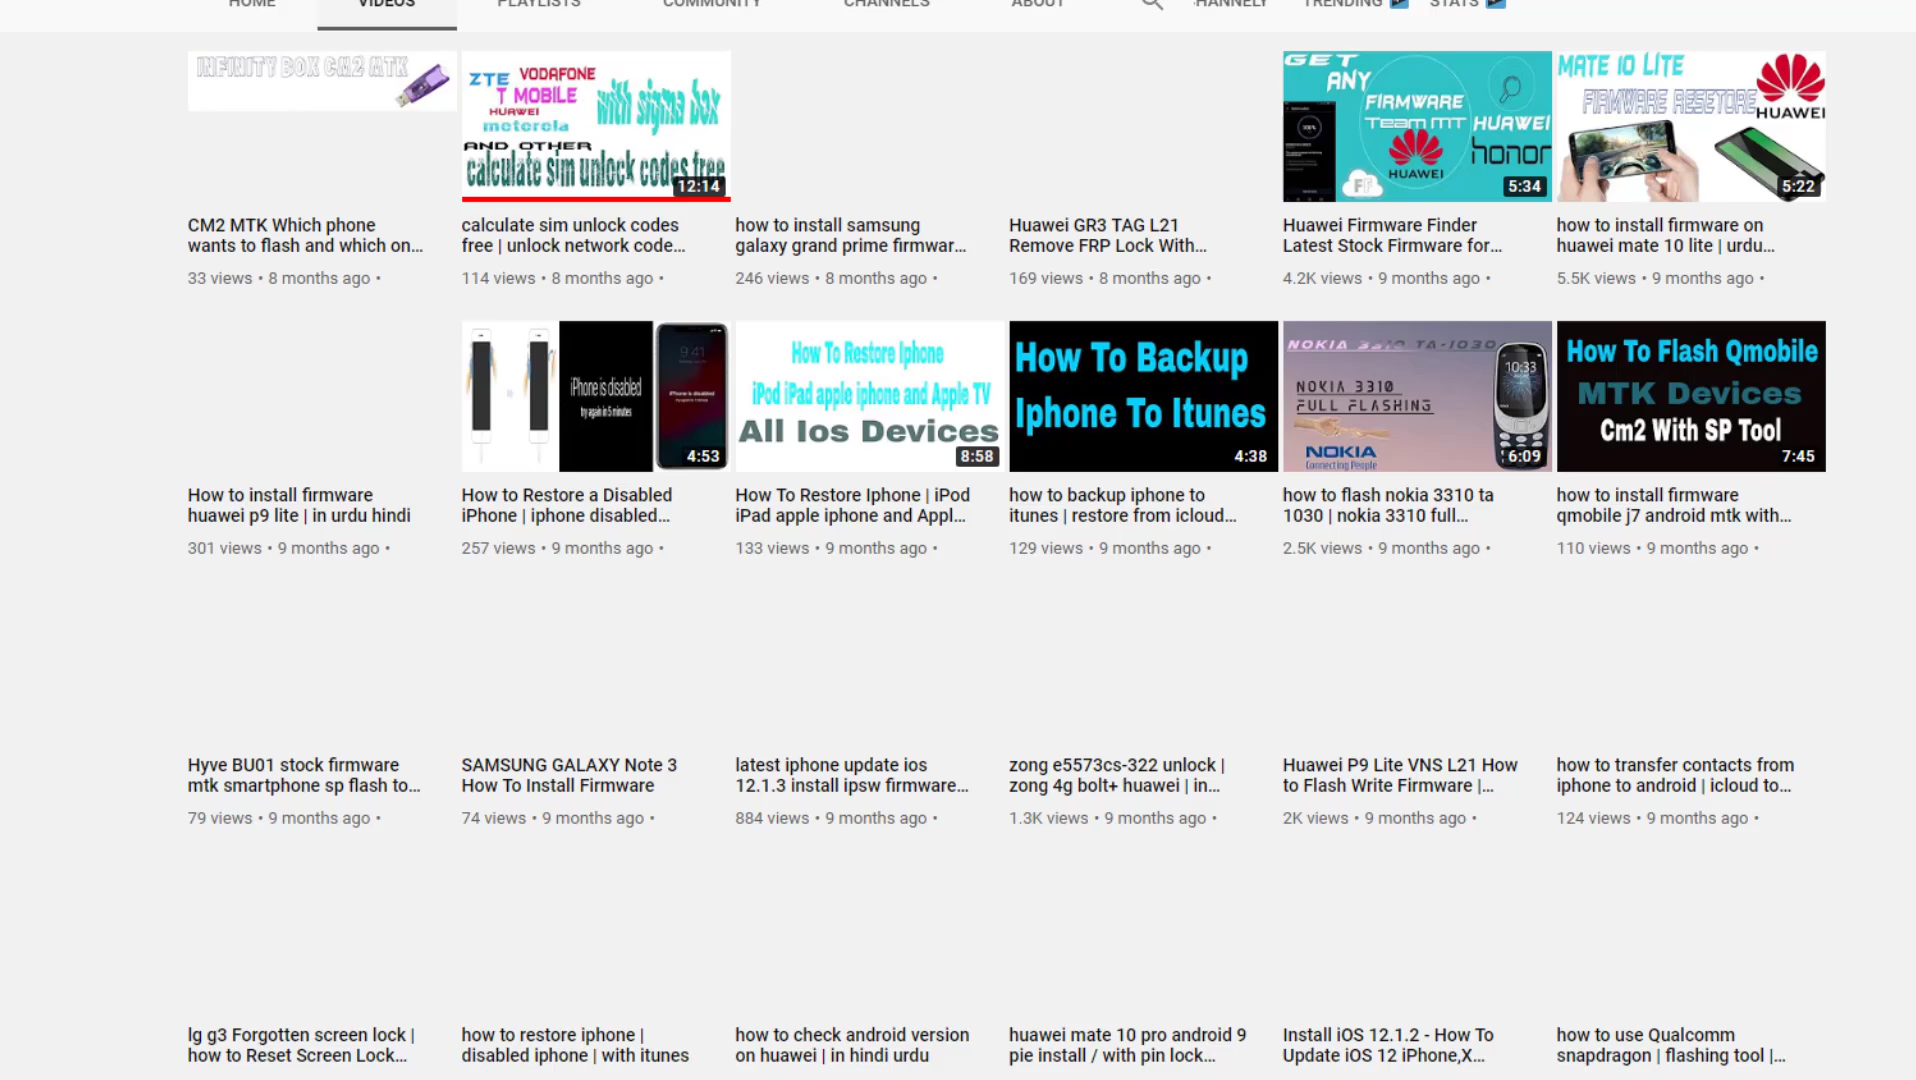 HOME VIDEOS PLAYLISTS COMMUNITY CHANNELS ABOUT CHANNELY TRENDING STATS
INFINITY BOX CM2 MTK
ZTE VODAFONE
T MOBILE
HUAWEI
motorola
AND OTHER
with sigma box
calculate sim unlock codes free
12:14
GET
ANY
FIRMWARE
TEAM MT HUAWEI
HUAWEI
honor
FF
5:34
MATE 10 LITE
FIRMWARE RESETORE
HUAWEI
5:22
CM2 MTK Which phone
wants to flash and which on...
33 views • 8 months ago •
calculate sim unlock codes
free | unlock network code...
114 views • 8 months ago •
how to install samsung
galaxy grand prime firmwar...
246 views • 8 months ago •
Huawei GR3 TAG L21
Remove FRP Lock With...
169 views • 8 months ago •
Huawei Firmware Finder
Latest Stock Firmware for...
4.2K views • 9 months ago •
how to install firmware on
huawei mate 10 lite | urdu...
5.5K views • 9 months ago •
iPhone is disabled
try again in 5 minutes
9:41
iPhone is disabled
4:53
How To Restore Iphone
iPod iPad apple iphone and Apple TV
All Ios Devices
8:58
How To Backup
Iphone To Itunes
4:38
NOKIA 3310 TA-1030
NOKIA 3310
FULL FLASHING
NOKIA
Connecting People
10:33
6:09
How To Flash Qmobile
MTK Devices
Cm2 With SP Tool
7:45
How to install firmware
huawei p9 lite | in urdu hindi
301 views • 9 months ago •
How to Restore a Disabled
iPhone | iphone disabled...
257 views • 9 months ago •
How To Restore Iphone | iPod
iPad apple iphone and Appl...
133 views • 9 months ago •
how to backup iphone to
itunes | restore from icloud...
129 views • 9 months ago •
how to flash nokia 3310 ta
1030 | nokia 3310 full...
2.5K views • 9 months ago •
how to install firmware
qmobile j7 android mtk with...
110 views • 9 months ago •
Hyve BU01 stock firmware
mtk smartphone sp flash to...
79 views • 9 months ago •
SAMSUNG GALAXY Note 3
How To Install Firmware
74 views • 9 months ago •
latest iphone update ios
12.1.3 install ipsw firmware...
884 views • 9 months ago •
zong e5573cs-322 unlock |
zong 4g bolt+ huawei | in...
1.3K views • 9 months ago •
Huawei P9 Lite VNS L21 How
to Flash Write Firmware |...
2K views • 9 months ago •
how to transfer contacts from
iphone to android | icloud to...
124 views • 9 months ago •
lg g3 Forgotten screen lock |
how to Reset Screen Lock...
how to restore iphone |
disabled iphone | with itunes
how to check android version
on huawei | in hindi urdu
huawei mate 10 pro android 9
pie install / with pin lock...
Install iOS 12.1.2 - How To
Update iOS 12 iPhone,X...
how to use Qualcomm
snapdragon | flashing tool |...